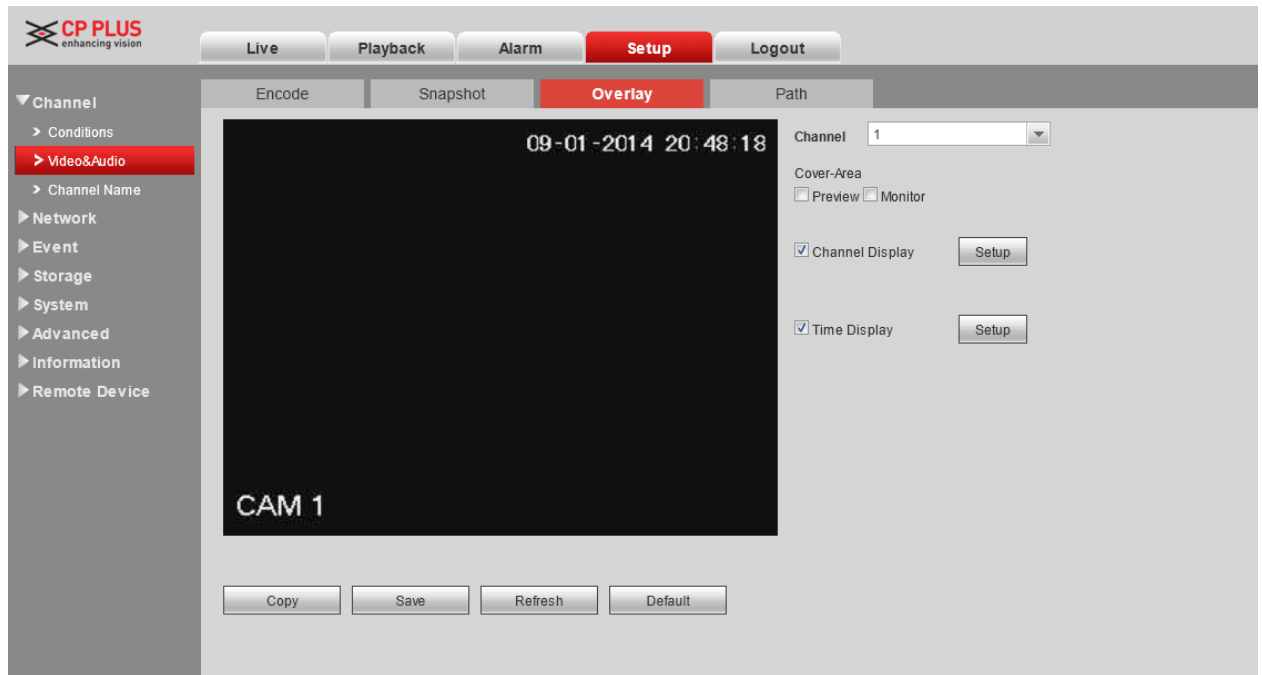 CP PLUS
enhancing vision
Live Playback Alarm Setup Logout
Channel
> Conditions
> Video&Audio
> Channel Name
Network
Event
Storage
System
Advanced
Information
Remote Device
Encode Snapshot Overlay Path
09-01-2014 20:48:18
CAM 1
Channel 1
Cover-Area
Preview Monitor
Channel Display Setup
Time Display Setup
Copy Save Refresh Default